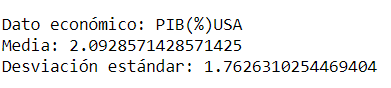 Dato económico: PIB(%)USA
Media: 2.0928571428571425
Desviación estándar: 1.7626310254469404